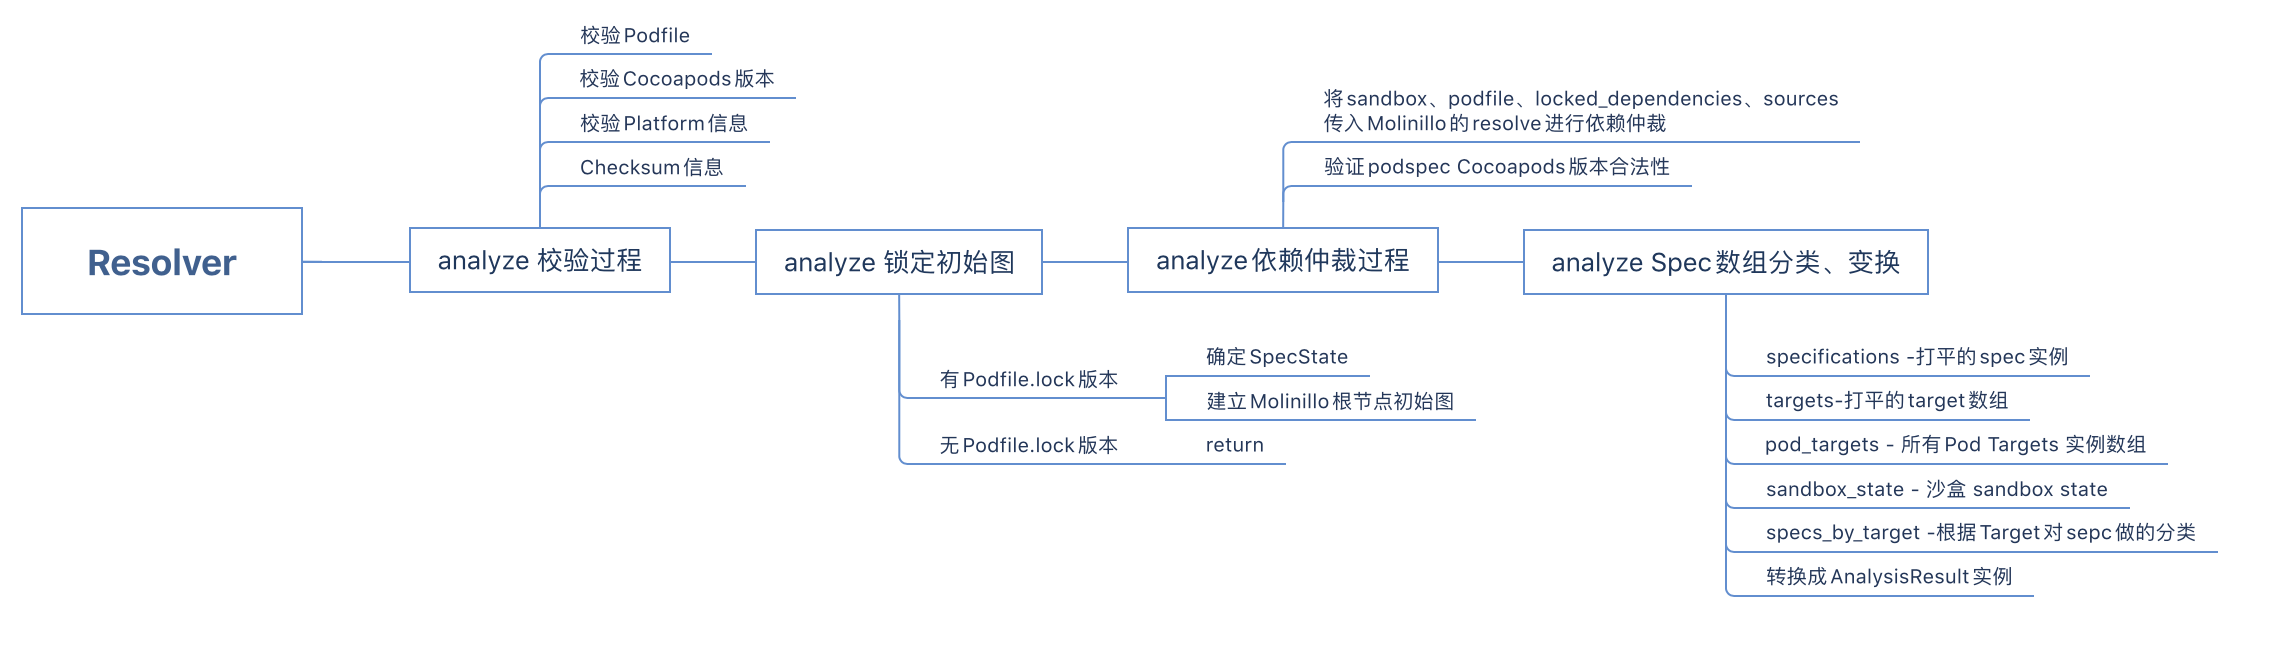 Resolver
analyze 校验过程
校验Podfile
校验Cocoapods版本
校验Platform信息
Checksum信息
analyze 锁定初始图
有Podfile.lock版本
确定SpecState
建立Molinillo根节点初始图
无Podfile.lock版本
return
analyze依赖仲裁过程
将sandbox、podfile、locked_dependencies、sources
传入Molinillo的resolve进行依赖仲裁
验证podspec Cocoapods版本合法性
analyze Spec数组分类、变换
specifications -打平的spec实例
targets-打平的target数组
pod_targets - 所有Pod Targets 实例数组
sandbox_state - 沙盒 sandbox state
specs_by_target -根据Target对sepc做的分类
转换成AnalysisResult实例